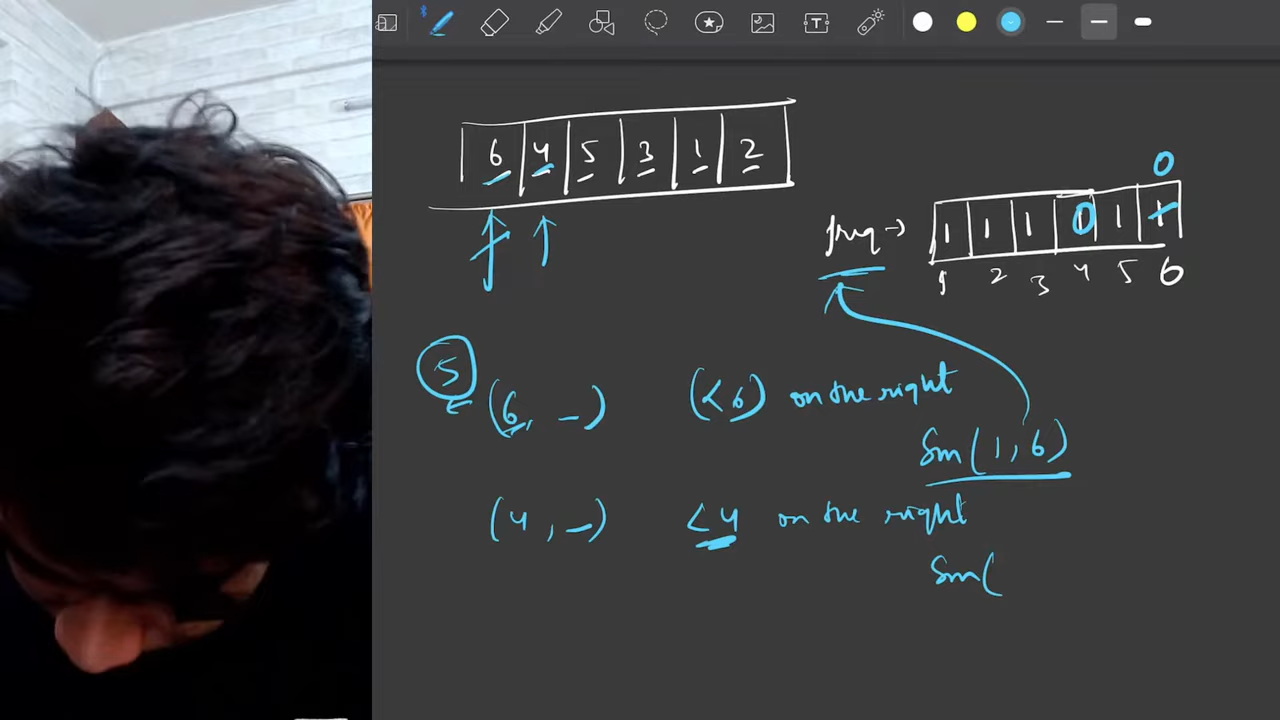 T
6 4 5 3 1 2
0
freq → 1 1 1 0 1 1
1 2 3 4 5 6
5
(6, _) (<6) on the right
Sm(1, 6)
(4, _) <4 on the right
Sm(